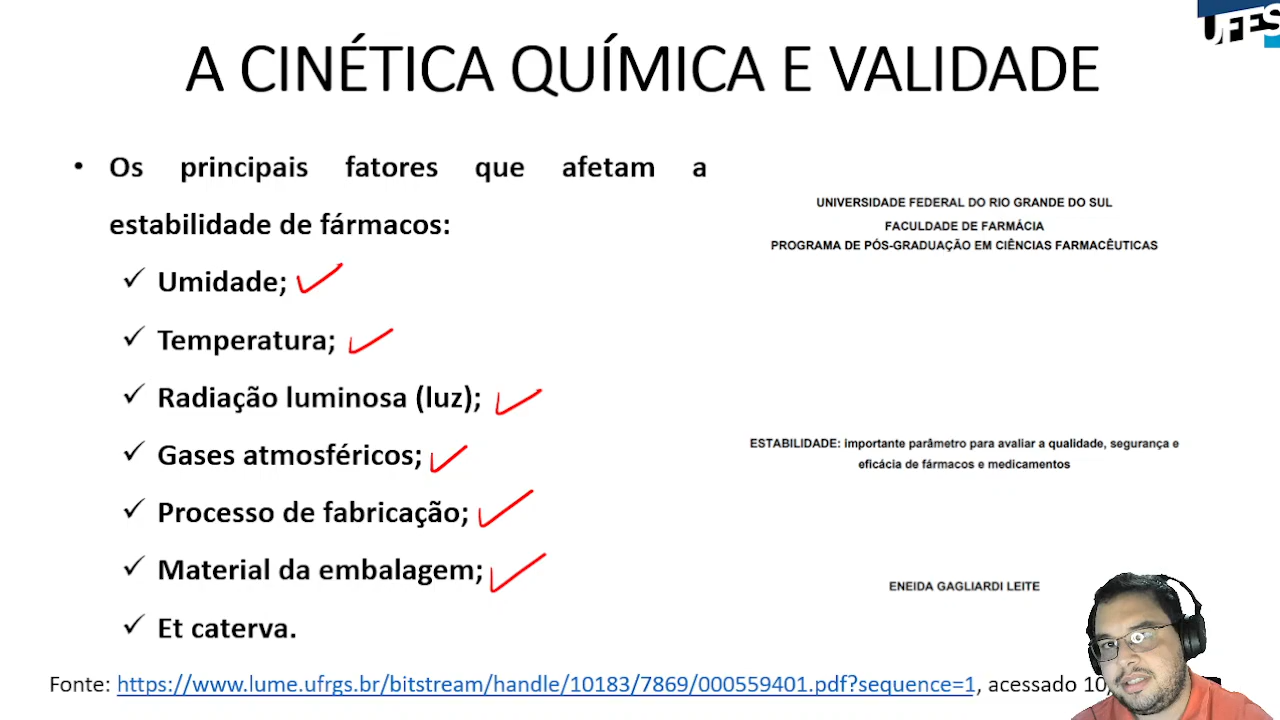 UFES
A CINÉTICA QUÍMICA E VALIDADE
• Os principais fatores que afetam a
estabilidade de fármacos:
✓ Umidade;
✓ Temperatura;
✓ Radiação luminosa (luz);
✓ Gases atmosféricos;
✓ Processo de fabricação;
✓ Material da embalagem;
✓ Et caterva.
UNIVERSIDADE FEDERAL DO RIO GRANDE DO SUL
FACULDADE DE FARMÁCIA
PROGRAMA DE PÓS-GRADUAÇÃO EM CIÊNCIAS FARMACÊUTICAS
ESTABILIDADE: importante parâmetro para avaliar a qualidade, segurança e
eficácia de fármacos e medicamentos
ENEIDA GAGLIARDI LEITE
Fonte: https://www.lume.ufrgs.br/bitstream/handle/10183/7869/000559401.pdf?sequence=1, acessado 10